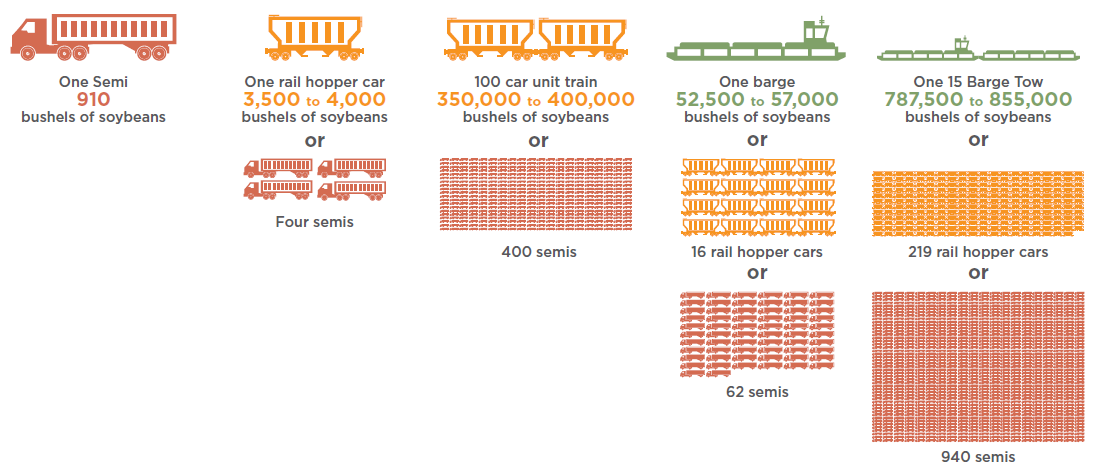 One Semi
910
bushels of soybeans
One rail hopper car
3,500 to 4,000
bushels of soybeans
or
Four semis
100 car unit train
350,000 to 400,000
bushels of soybeans
or
400 semis
One barge
52,500 to 57,000
bushels of soybeans
or
16 rail hopper cars
or
62 semis
One 15 Barge Tow
787,500 to 855,000
bushels of soybeans
or
219 rail hopper cars
or
940 semis